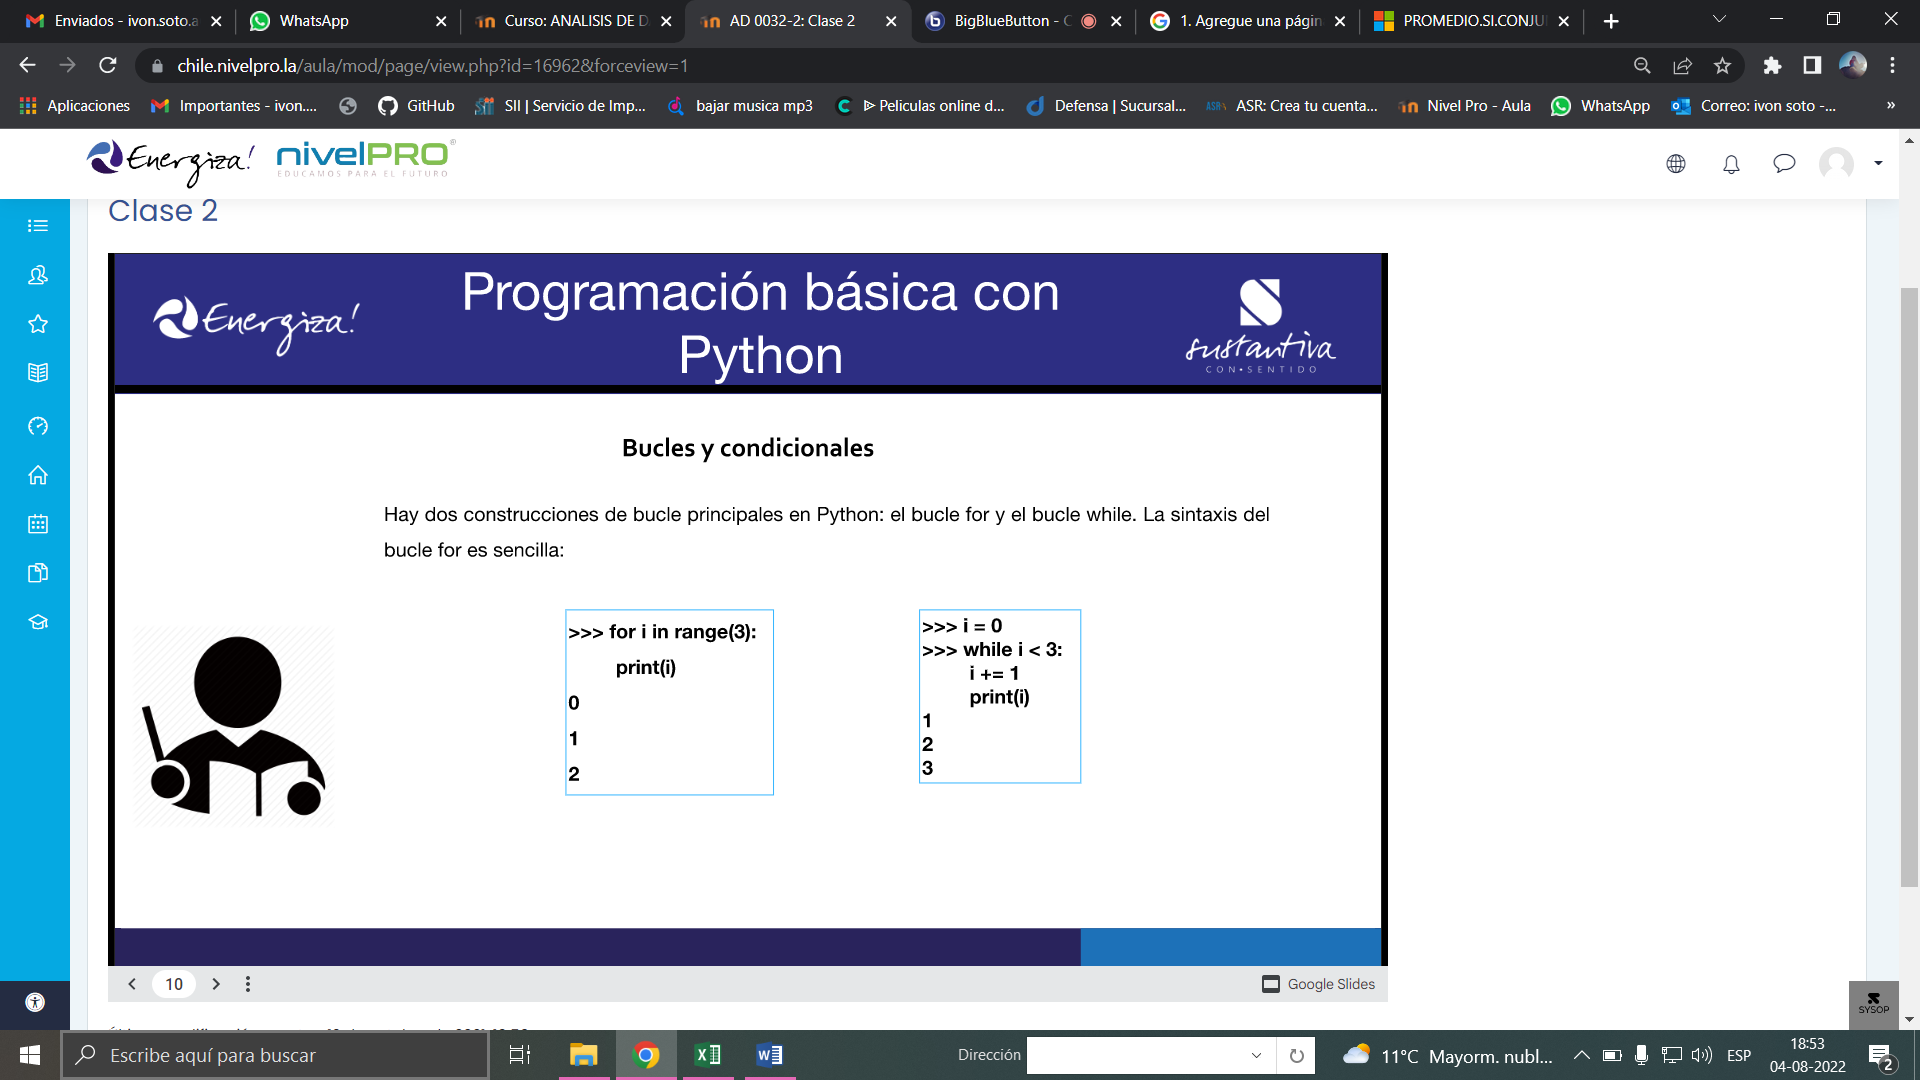 Enviados - ivon.soto.a
WhatsApp
Curso: ANALISIS DE D
AD 0032-2: Clase 2
BigBlueButton - C
1. Agregue una págin
PROMEDIO.SI.CONJU
chile.nivelpro.la/aula/mod/page/view.php?id=16962&forceview=1
Aplicaciones
Importantes - ivon....
GitHub
SII | Servicio de Imp...
bajar musica mp3
ᐅ Peliculas online d...
Defensa | Sucursal...
ASR: Crea tu cuenta...
Nivel Pro - Aula
WhatsApp
Correo: ivon soto -...
»
Energiza!
nivelPRO
EDUCAMOS PARA EL FUTURO
Clase 2
Energiza!
Programación básica con
Python
sustantiva
CON•SENTIDO
Bucles y condicionales
Hay dos construcciones de bucle principales en Python: el bucle for y el bucle while. La sintaxis del
bucle for es sencilla:
>>> for i in range(3):
print(i)
0
1
2
>>> i = 0
>>> while i < 3:
i += 1
print(i)
1
2
3
10
Google Slides
SYSOP
Escribe aquí para buscar
Dirección
11°C Mayorm. nubl...
ESP
18:53
04-08-2022
2